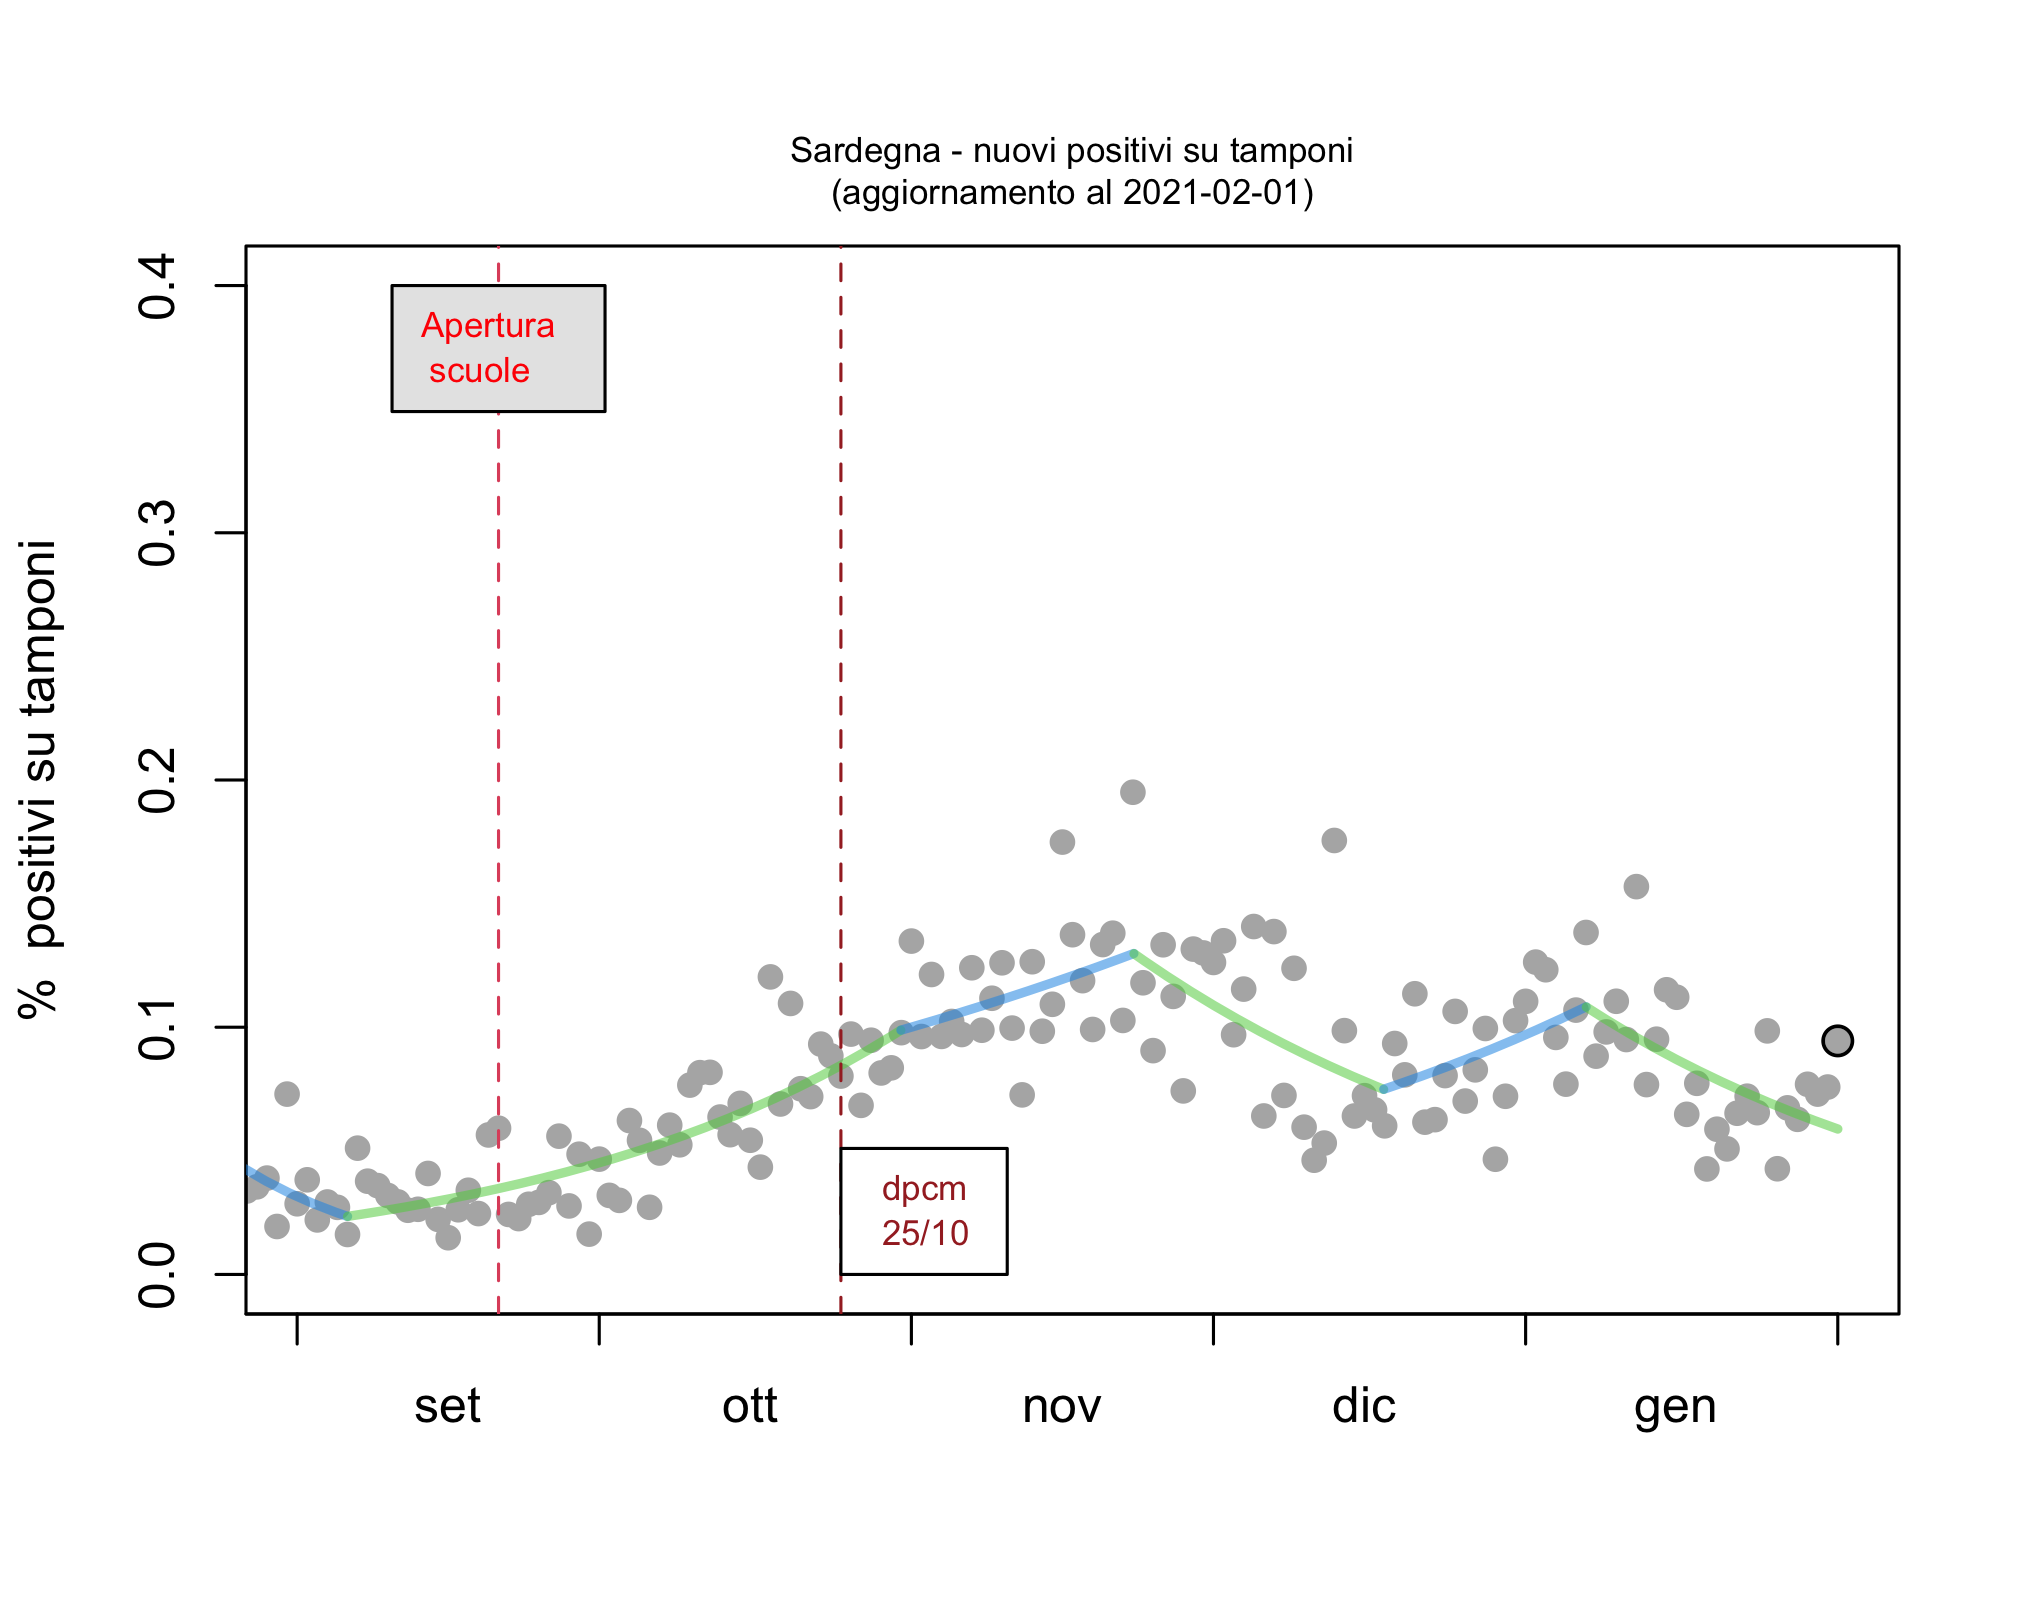 Sardegna - nuovi positivi su tamponi
(aggiornamento al 2021-02-01)
% positivi su tamponi
0.4
0.3
0.2
0.1
0.0
Apertura
scuole
dpcm
25/10
set
ott
nov
dic
gen